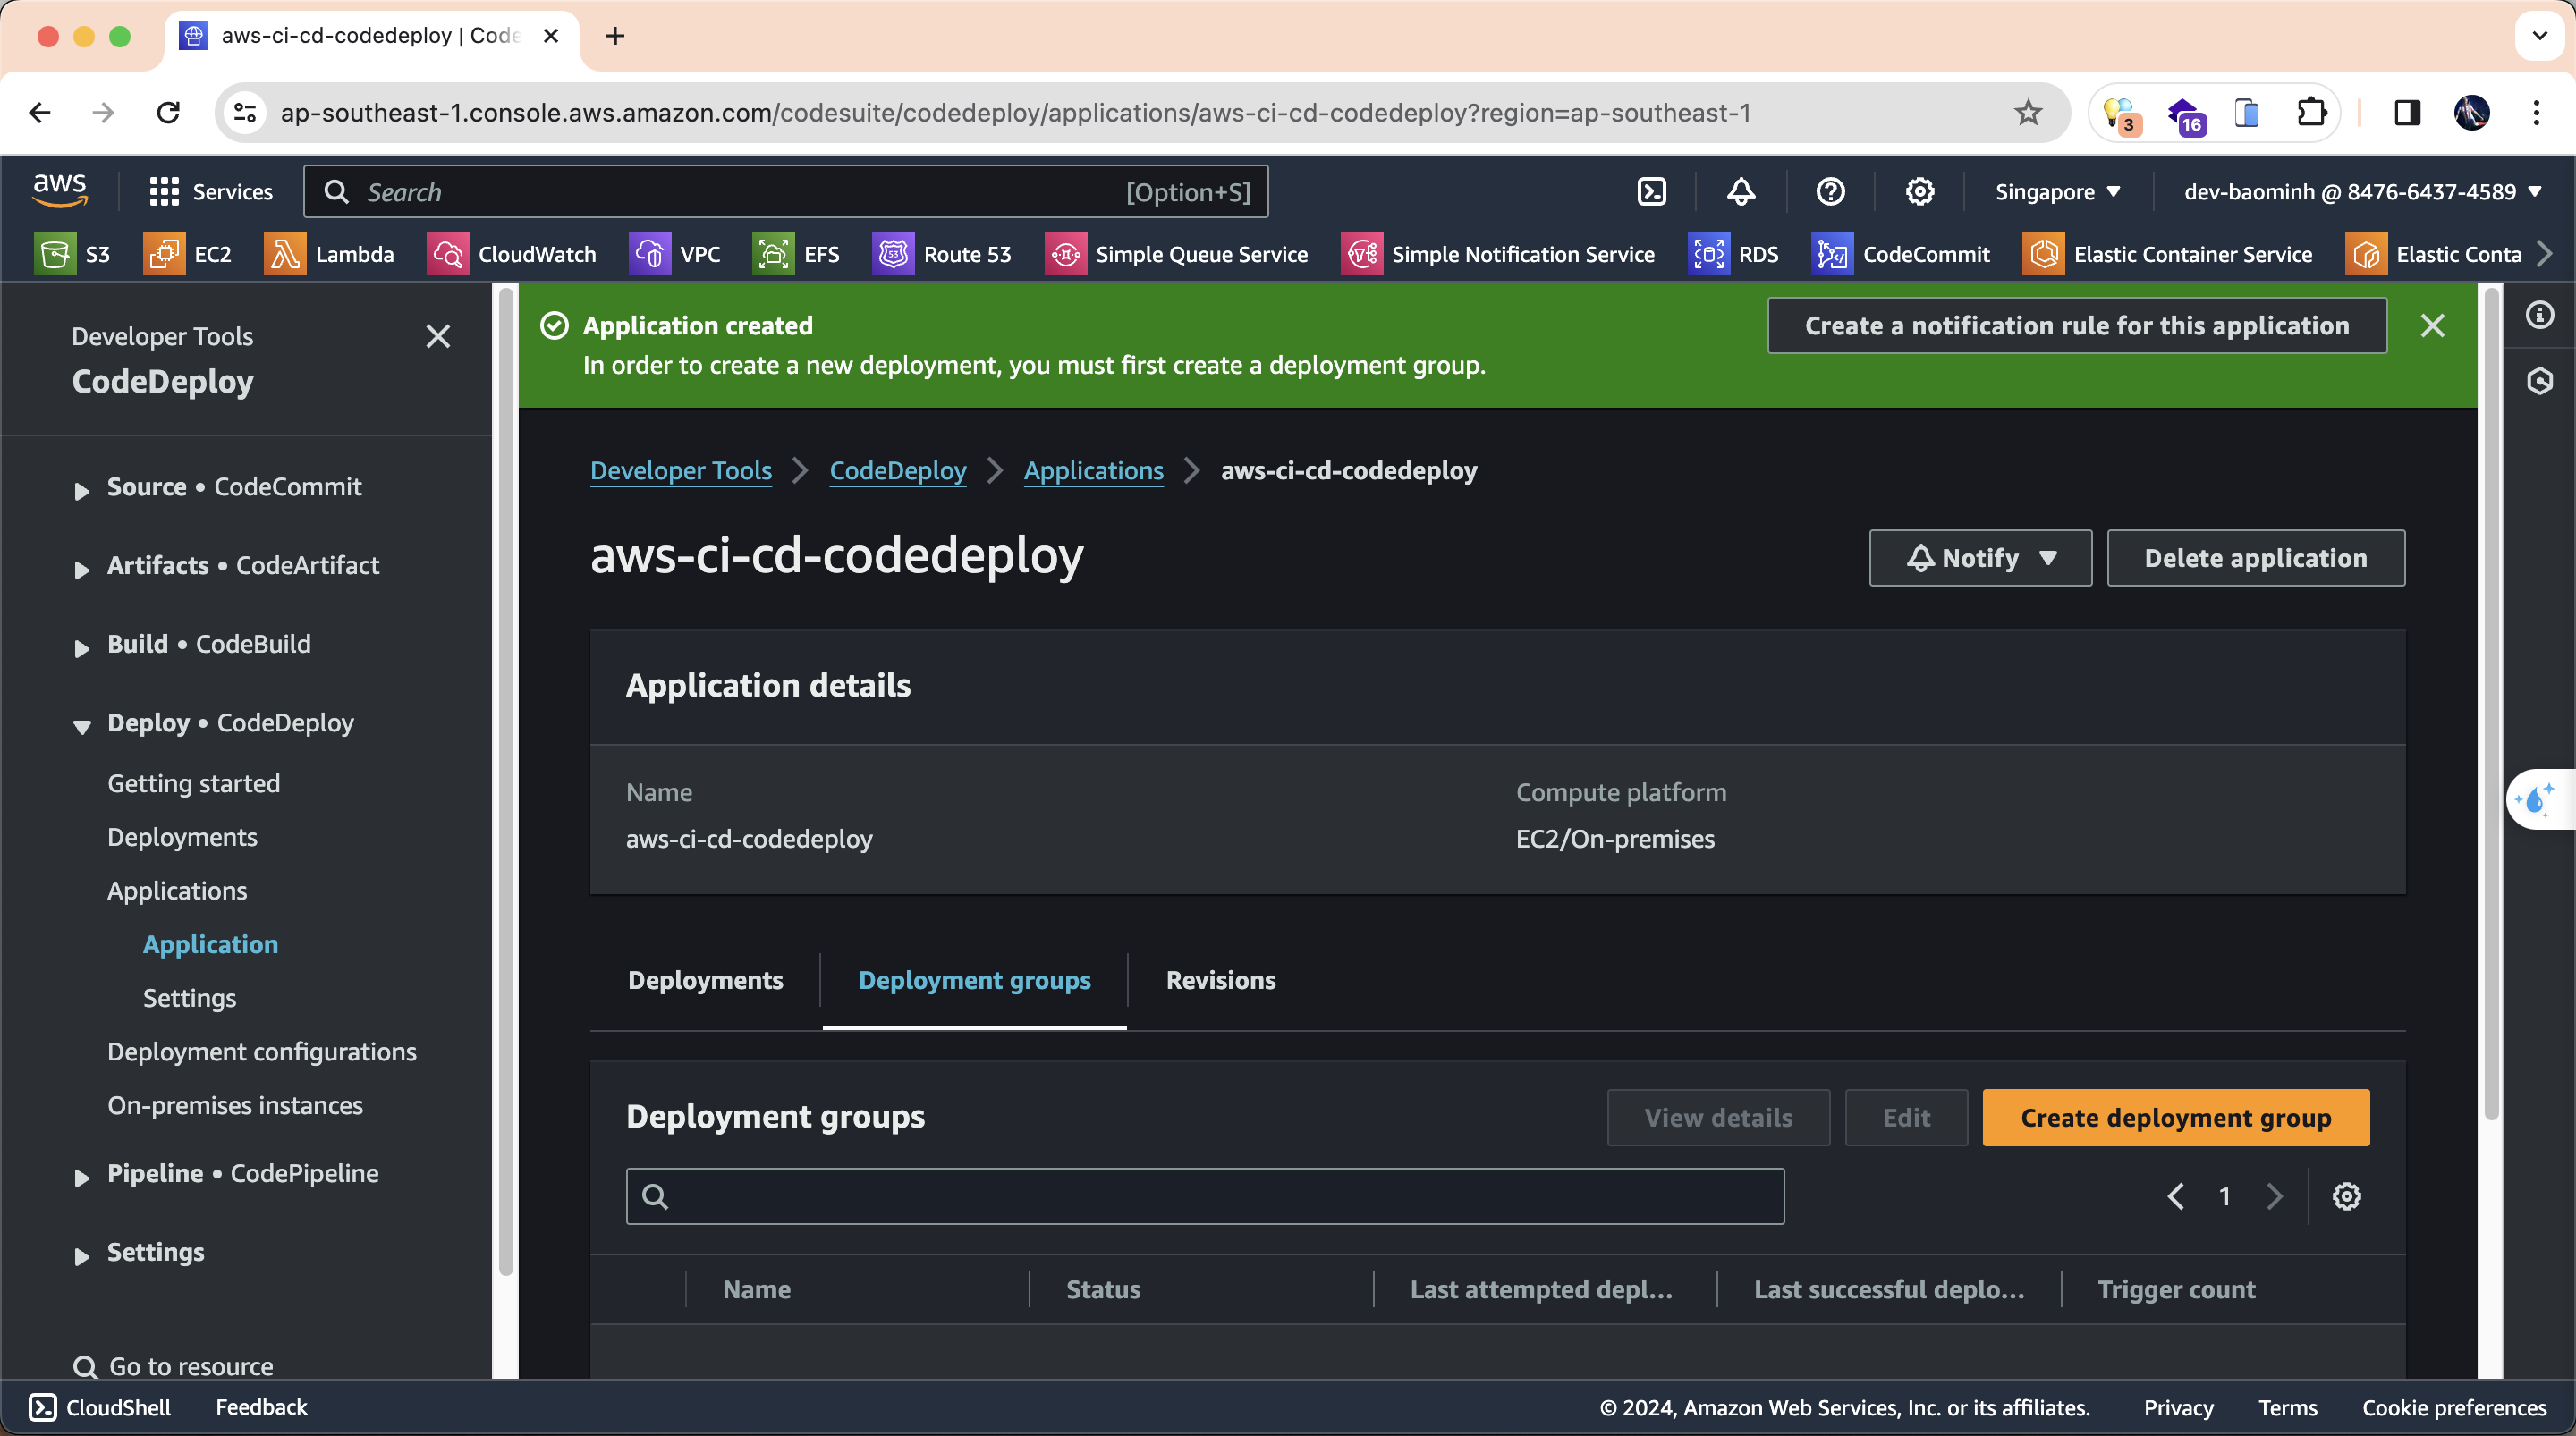 aws-ci-cd-codedeploy | Code
ap-southeast-1.console.aws.amazon.com/codesuite/codedeploy/applications/aws-ci-cd-codedeploy?region=ap-southeast-1
3
16
aws
Services
Search
[Option+S]
Singapore
dev-baominh @ 8476-6437-4589
S3
EC2
Lambda
CloudWatch
VPC
EFS
Route 53
Simple Queue Service
Simple Notification Service
RDS
CodeCommit
Elastic Container Service
Elastic Conta
Developer Tools
CodeDeploy
Source • CodeCommit
Artifacts • CodeArtifact
Build • CodeBuild
Deploy • CodeDeploy
Getting started
Deployments
Applications
Application
Settings
Deployment configurations
On-premises instances
Pipeline • CodePipeline
Settings
Go to resource
Application created
In order to create a new deployment, you must first create a deployment group.
Create a notification rule for this application
Developer Tools
CodeDeploy
Applications
aws-ci-cd-codedeploy
aws-ci-cd-codedeploy
Notify
Delete application
Application details
Name
aws-ci-cd-codedeploy
Compute platform
EC2/On-premises
Deployments
Deployment groups
Revisions
Deployment groups
View details
Edit
Create deployment group
1
Name
Status
Last attempted depl...
Last successful deplo...
Trigger count
CloudShell
Feedback
© 2024, Amazon Web Services, Inc. or its affiliates.
Privacy
Terms
Cookie preferences